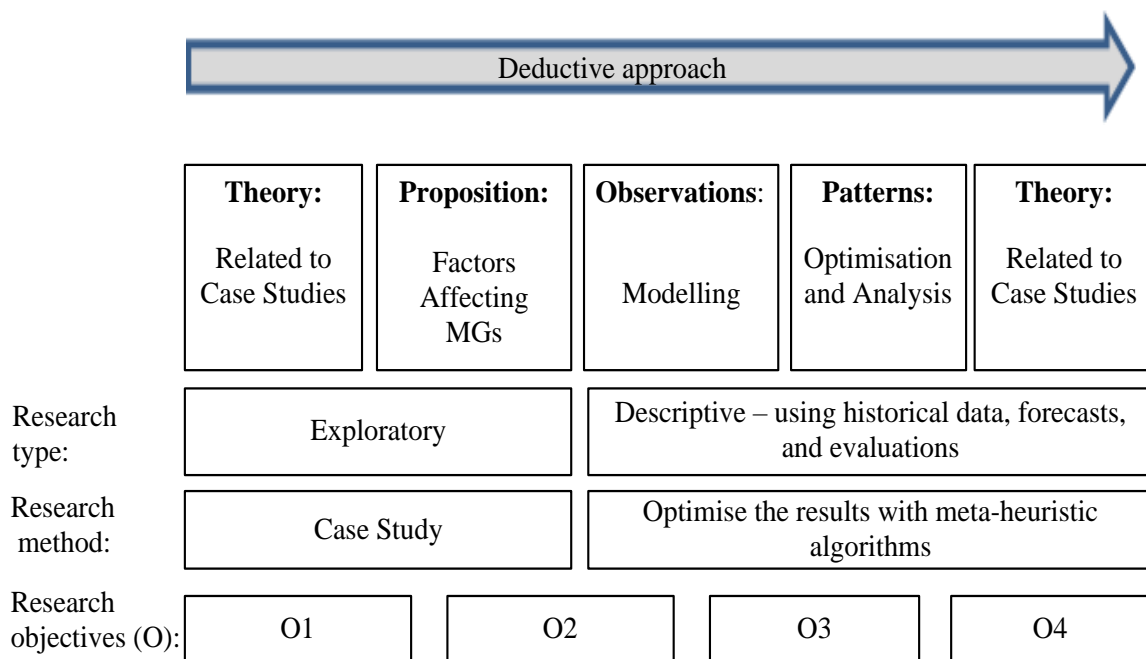 Deductive approach
Theory:
Related to
Case Studies
Proposition:
Factors
Affecting
MGs
Observations:
Modelling
Patterns:
Optimisation
and Analysis
Theory:
Related to
Case Studies
Research
type:
Exploratory
Descriptive – using historical data, forecasts,
and evaluations
Research
method:
Case Study
Optimise the results with meta-heuristic
algorithms
Research
objectives (O):
O1
O2
O3
O4